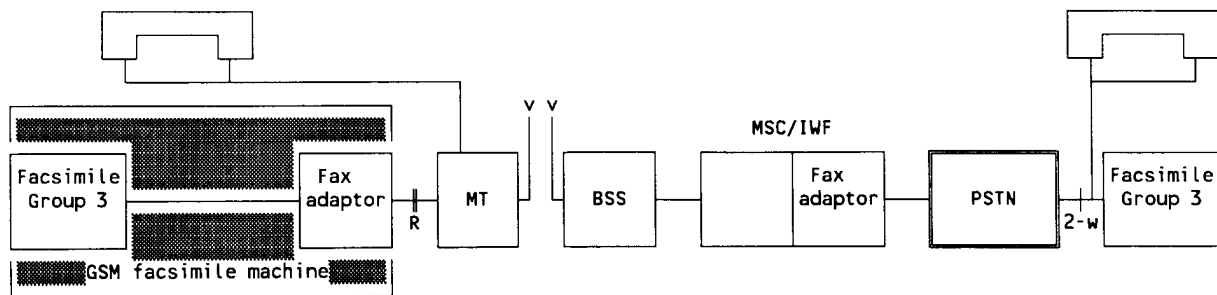 MSC/IWF
Facsimile
Group 3
Fax
adaptor
R
MT
BSS
Fax
adaptor
PSTN
2-w
Facsimile
Group 3
GSM facsimile machine